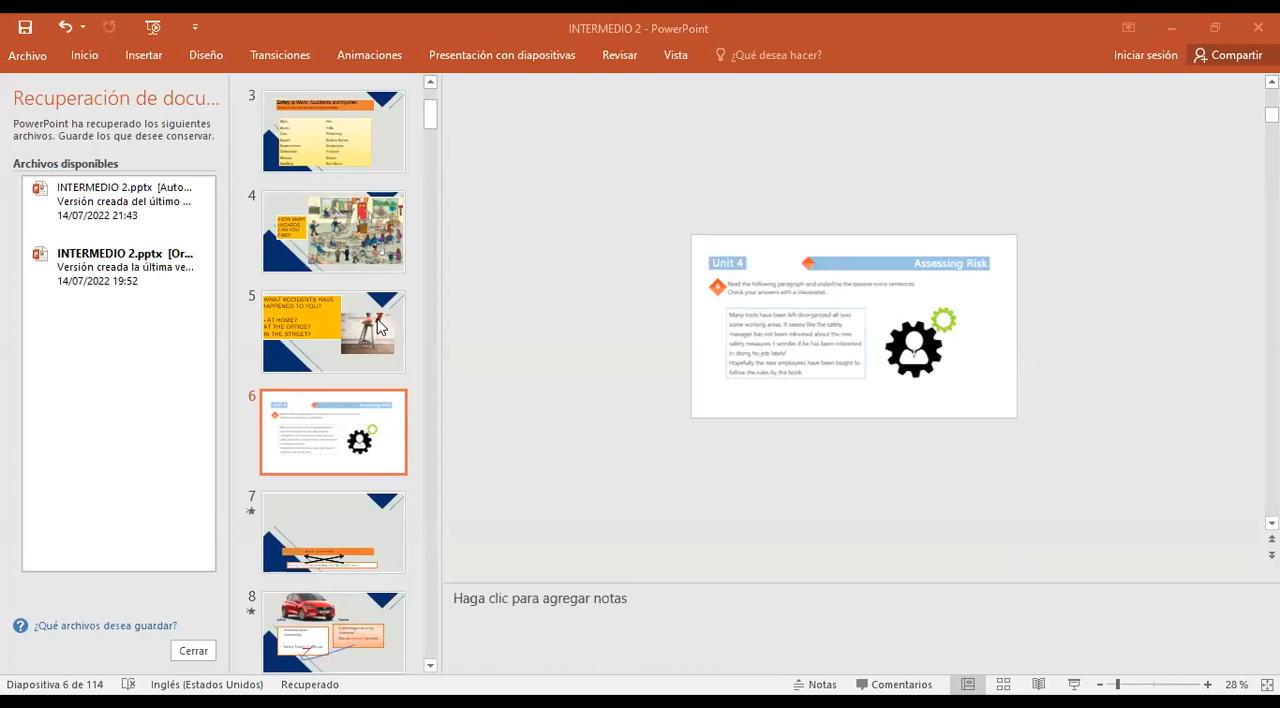 INTERMEDIO 2 - PowerPoint
Archivo Inicio Insertar Diseño Transiciones Animaciones Presentación con diapositivas Revisar Vista ¿Qué desea hacer? Iniciar sesión Compartir
Recuperación de docu...
PowerPoint ha recuperado los siguientes
archivos. Guarde los que desee conservar.
Archivos disponibles
INTERMEDIO 2.pptx [Auto...
Versión creada del último ...
14/07/2022 21:43
INTERMEDIO 2.pptx [Or...
Versión creada la última ve...
14/07/2022 19:52
¿Qué archivos desea guardar?
Cerrar
3
Safety at Work: Accidents and Injuries
4
HOW MANY
HAZARDS
CAN YOU
FIND?
5
WHAT ACCIDENTS HAVE
HAPPENED TO YOU?
- AT HOME?
AT THE OFFICE?
IN THE STREET?
6
7
8
Unit 4 Assessing Risk
Read the following paragraph and underline the passive voice sentences
Check your answers with a classmates
Many tools have been left disorganized all over
some working areas. It seems like the safety
manager has not been informed about the new
safety measures. I wonder if he has been interested
in doing his job lately!
Hopefully the new employees have been taught to
follow the rules by the book.
Haga clic para agregar notas
Diapositiva 6 de 114 Inglés (Estados Unidos) Recuperado Notas Comentarios 28 %